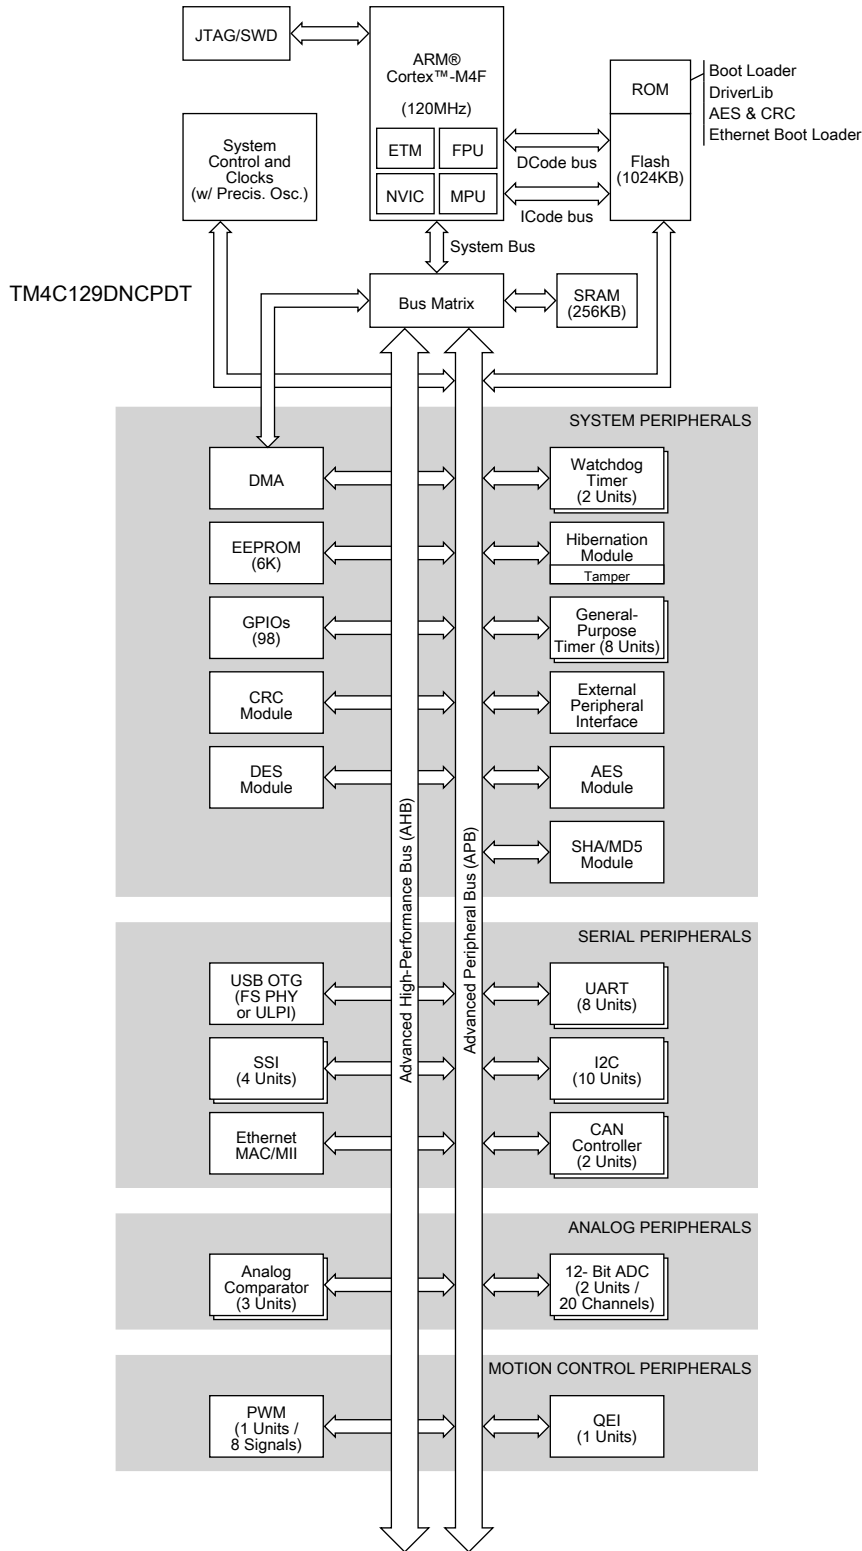 JTAG/SWD
ARM®
Cortex™-M4F
(120MHz)
ETM
FPU
NVIC
MPU
ROM
Boot Loader
DriverLib
AES & CRC
Ethernet Boot Loader
Flash
(1024KB)
DCode bus
ICode bus
System
Control and
Clocks
(w/ Precis. Osc.)
System Bus
TM4C129DNCPDT
Bus Matrix
SRAM
(256KB)
SYSTEM PERIPHERALS
DMA
Watchdog
Timer
(2 Units)
EEPROM
(6K)
Hibernation
Module
Tamper
GPIOs
(98)
General-
Purpose
Timer (8 Units)
CRC
Module
External
Peripheral
Interface
DES
Module
AES
Module
SHA/MD5
Module
Advanced High-Performance Bus (AHB)
Advanced Peripheral Bus (APB)
SERIAL PERIPHERALS
USB OTG
(FS PHY
or ULPI)
UART
(8 Units)
SSI
(4 Units)
I2C
(10 Units)
Ethernet
MAC/MII
CAN
Controller
(2 Units)
ANALOG PERIPHERALS
Analog
Comparator
(3 Units)
12- Bit ADC
(2 Units /
20 Channels)
MOTION CONTROL PERIPHERALS
PWM
(1 Units /
8 Signals)
QEI
(1 Units)